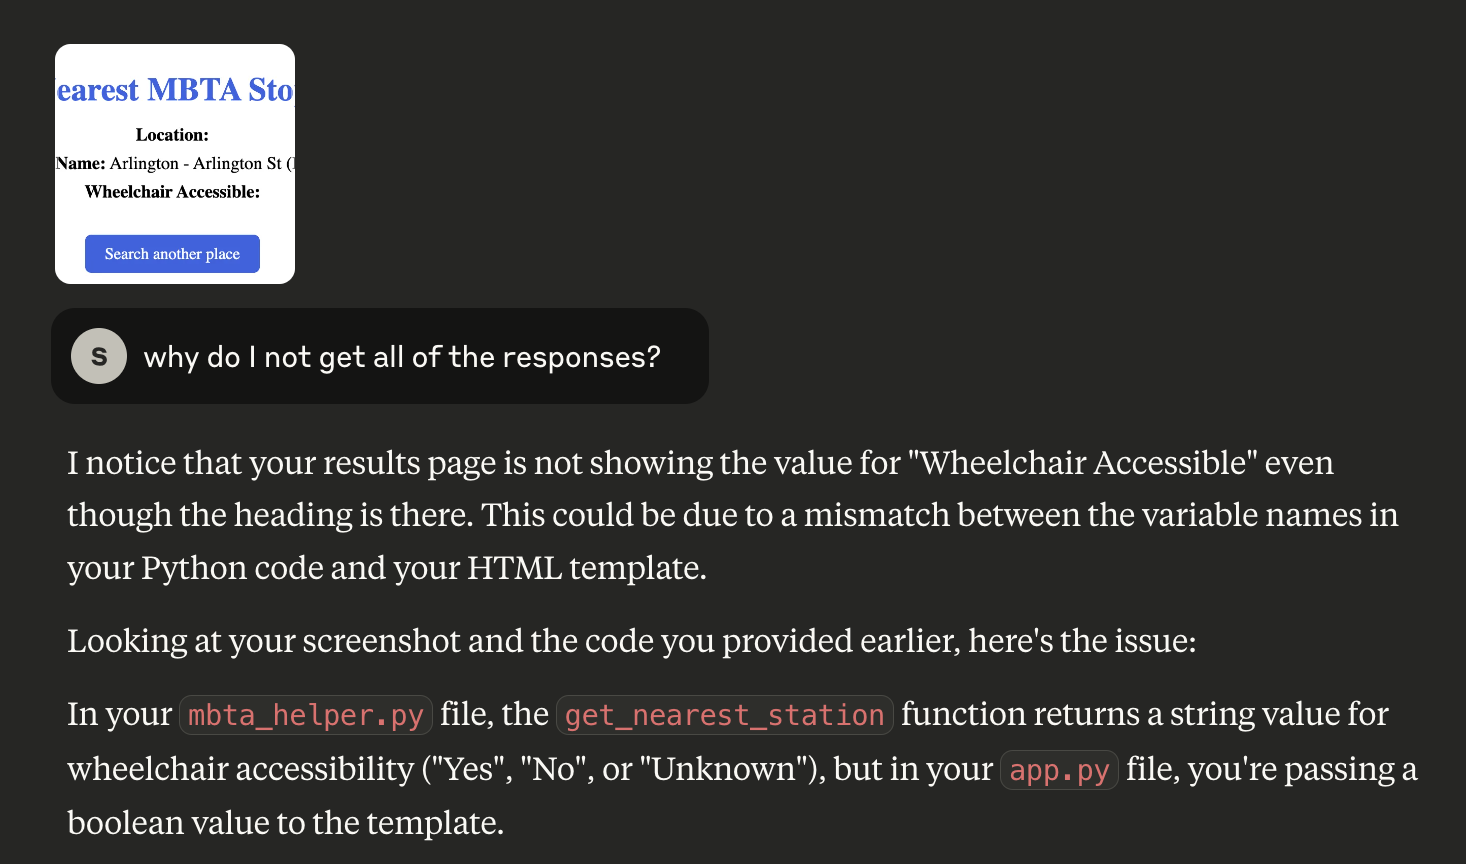 earest MBTA Sto
Location:
Name: Arlington - Arlington St (
Wheelchair Accessible:
Search another place
S
why do I not get all of the responses?
I notice that your results page is not showing the value for "Wheelchair Accessible" even
though the heading is there. This could be due to a mismatch between the variable names in
your Python code and your HTML template.
Looking at your screenshot and the code you provided earlier, here's the issue:
In your mbta_helper.py file, the get_nearest_station function returns a string value for
wheelchair accessibility ("Yes", "No", or "Unknown"), but in your app.py file, you're passing a
boolean value to the template.